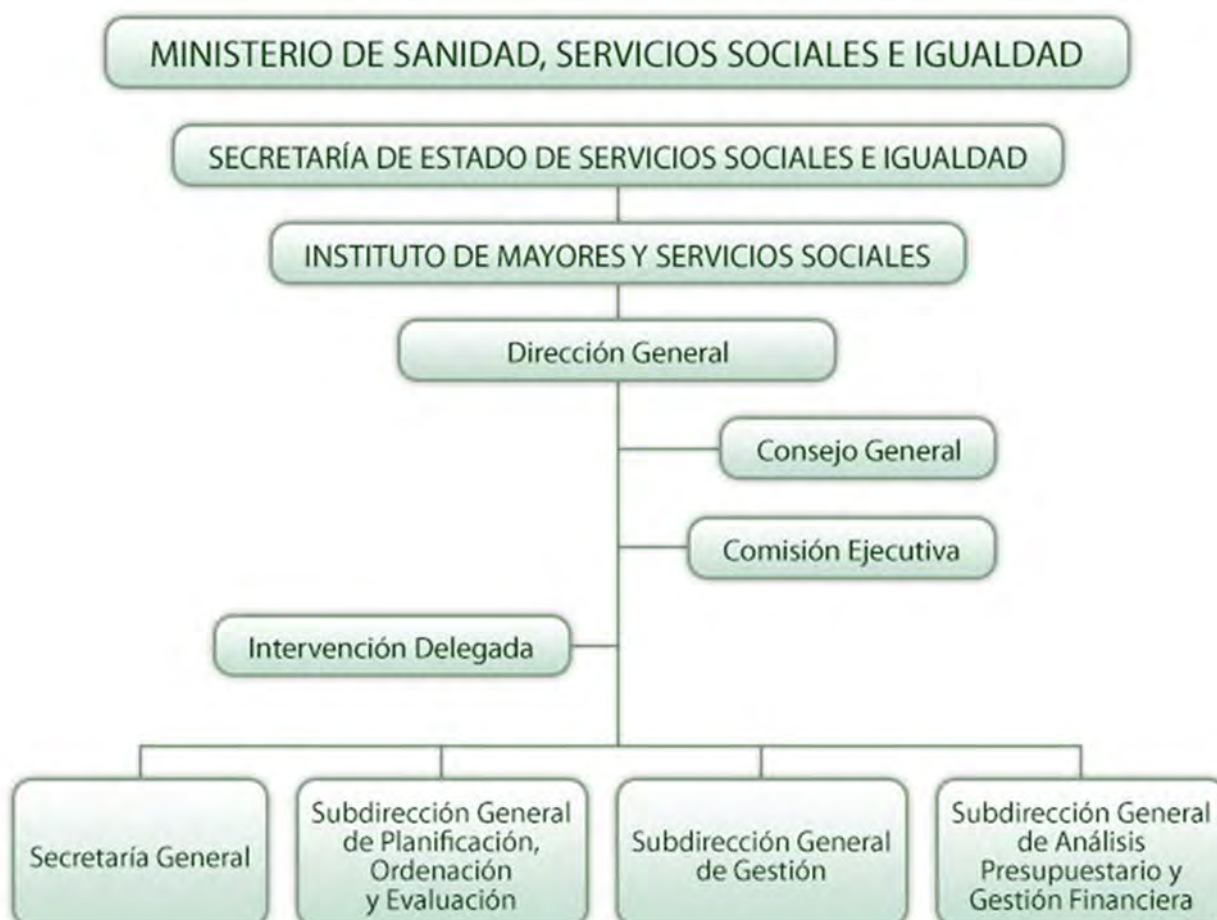 MINISTERIO DE SANIDAD, SERVICIOS SOCIALES E IGUALDAD
SECRETARÍA DE ESTADO DE SERVICIOS SOCIALES E IGUALDAD
INSTITUTO DE MAYORES Y SERVICIOS SOCIALES
Dirección General
Consejo General
Comisión Ejecutiva
Intervención Delegada
Secretaría General
Subdirección General
de Planificación,
Ordenación
y Evaluación
Subdirección General
de Gestión
Subdirección General
de Análisis
Presupuestario y
Gestión Financiera